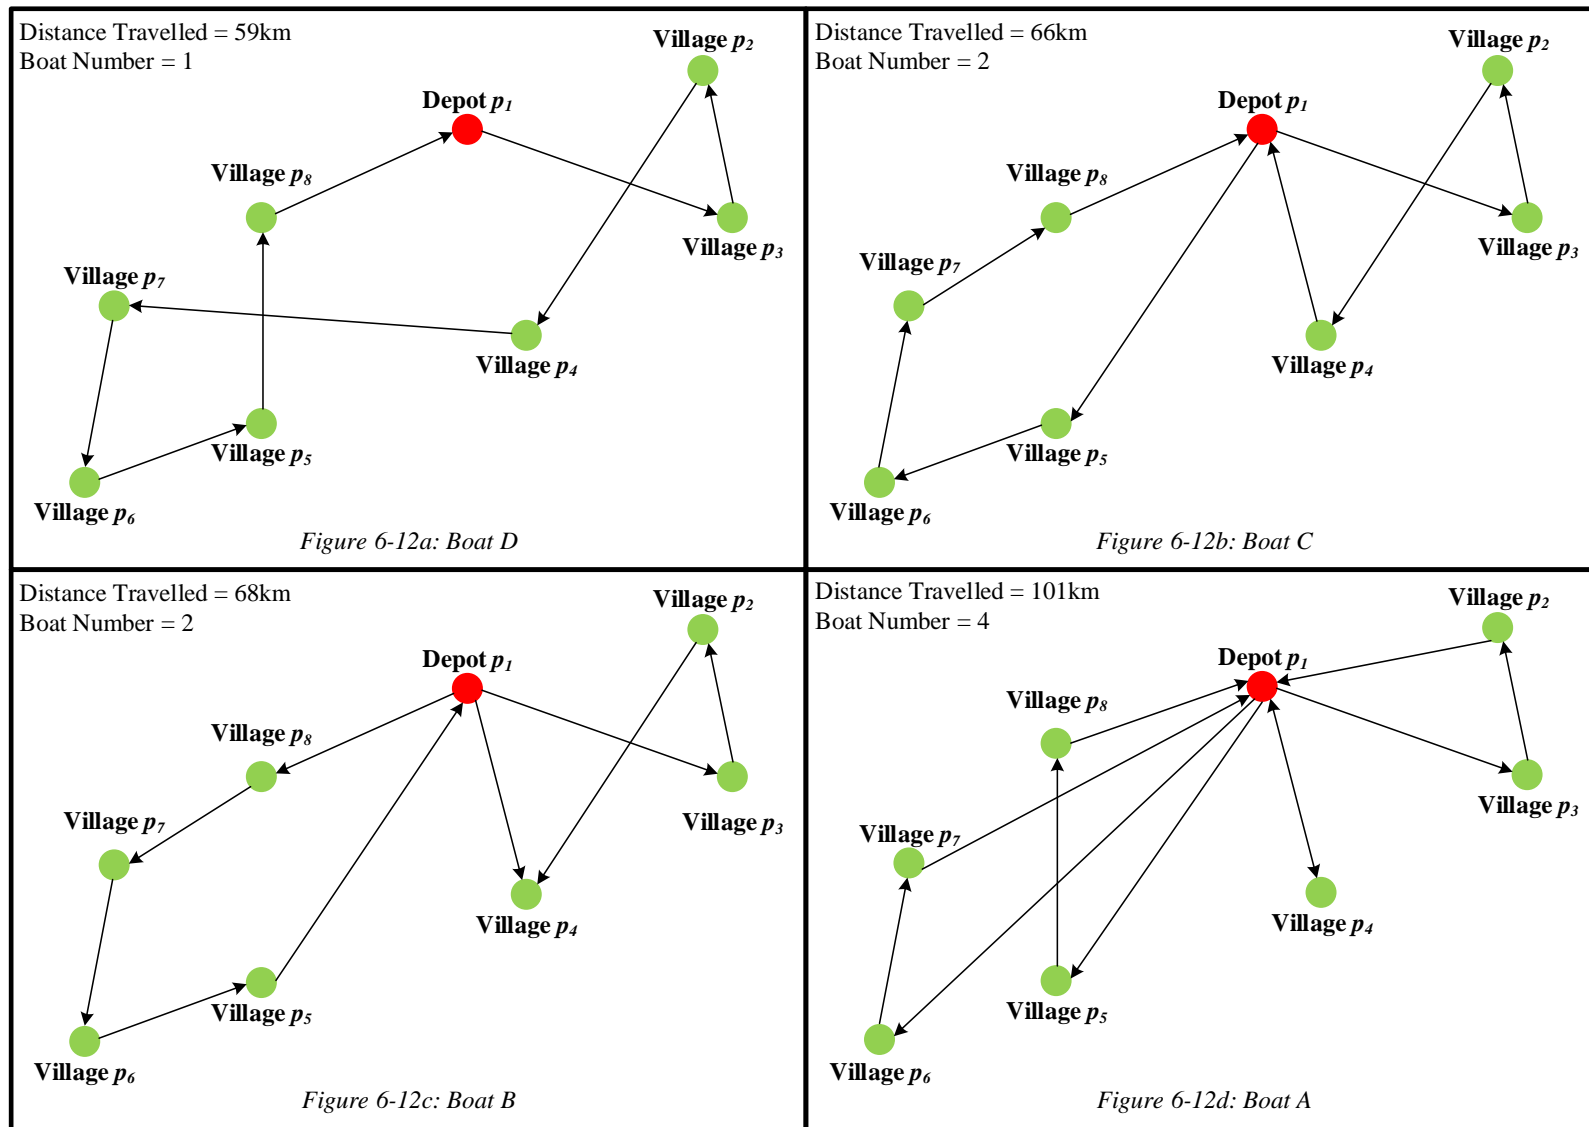 Distance Travelled = 59km
Boat Number = 1
Village p₂
Depot p₁
Village p₈
Village p₃
Village p₇
Village p₄
Village p₅
Village p₆
Figure 6-12a: Boat D
Distance Travelled = 66km
Boat Number = 2
Village p₂
Depot p₁
Village p₈
Village p₃
Village p₇
Village p₄
Village p₅
Village p₆
Figure 6-12b: Boat C
Distance Travelled = 68km
Boat Number = 2
Village p₂
Depot p₁
Village p₈
Village p₃
Village p₇
Village p₄
Village p₅
Village p₆
Figure 6-12c: Boat B
Distance Travelled = 101km
Boat Number = 4
Village p₂
Depot p₁
Village p₈
Village p₃
Village p₇
Village p₄
Village p₅
Village p₆
Figure 6-12d: Boat A